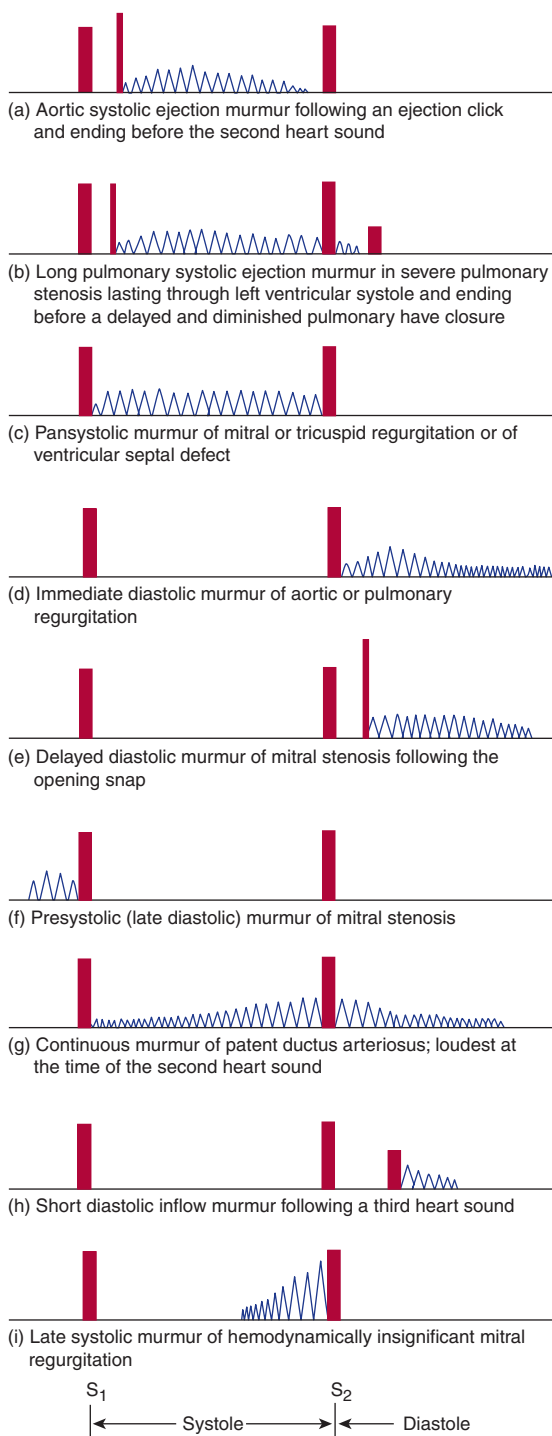 (a) Aortic systolic ejection murmur following an ejection click
and ending before the second heart sound
(b) Long pulmonary systolic ejection murmur in severe pulmonary
stenosis lasting through left ventricular systole and ending
before a delayed and diminished pulmonary have closure
(c) Pansystolic murmur of mitral or tricuspid regurgitation or of
ventricular septal defect
(d) Immediate diastolic murmur of aortic or pulmonary
regurgitation
(e) Delayed diastolic murmur of mitral stenosis following the
opening snap
(f) Presystolic (late diastolic) murmur of mitral stenosis
(g) Continuous murmur of patent ductus arteriosus; loudest at
the time of the second heart sound
(h) Short diastolic inflow murmur following a third heart sound
(i) Late systolic murmur of hemodynamically insignificant mitral
regurgitation
S1 S2
Systole Diastole